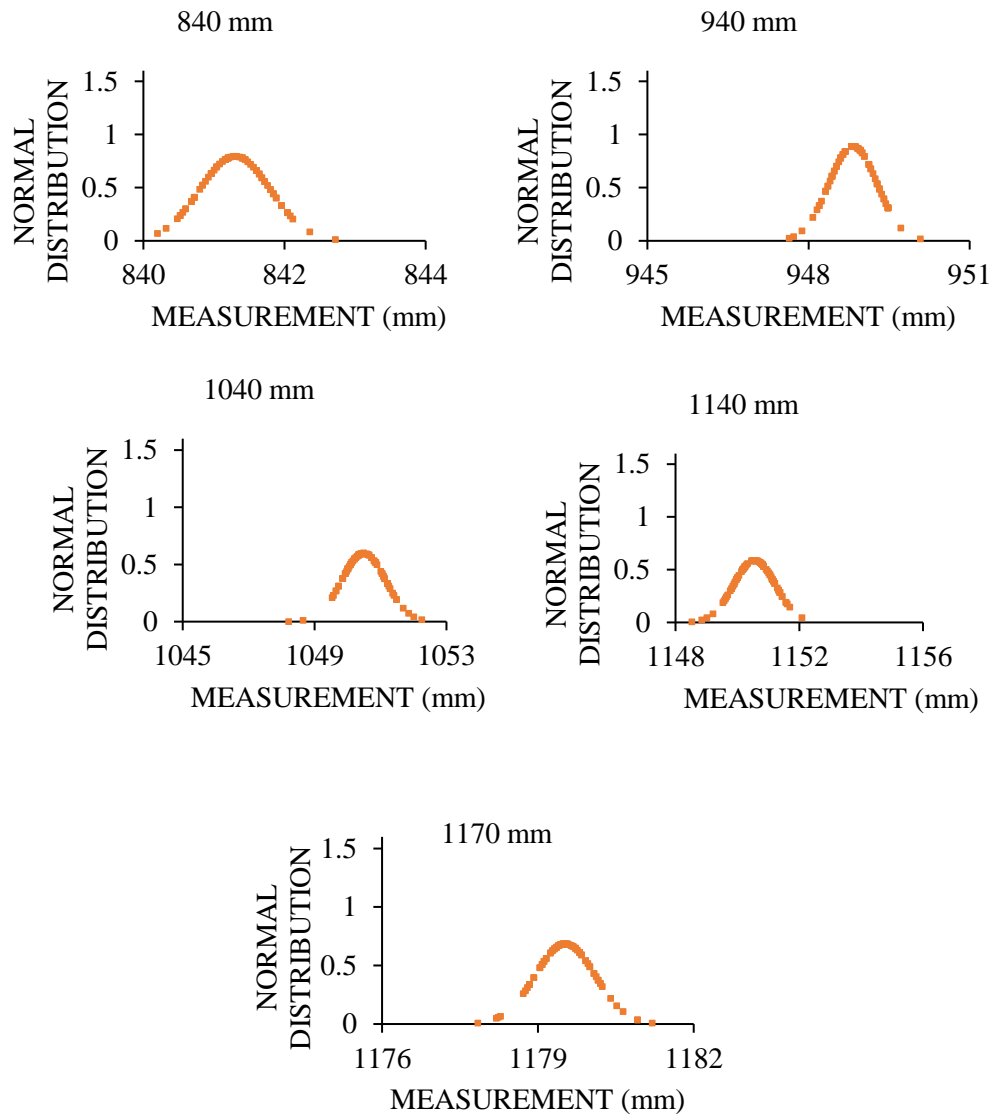 840 mm
NORMAL
DISTRIBUTION
1.5
1
0.5
0
840
842
844
MEASUREMENT (mm)
940 mm
NORMAL
DISTRIBUTION
1.5
1
0.5
0
945
948
951
MEASUREMENT (mm)
1040 mm
NORMAL
DISTRIBUTION
1.5
1
0.5
0
1045
1049
1053
MEASUREMENT (mm)
1140 mm
NORMAL
DISTRIBUTION
1.5
1
0.5
0
1148
1152
1156
MEASUREMENT (mm)
1170 mm
NORMAL
DISTRIBUTION
1.5
1
0.5
0
1176
1179
1182
MEASUREMENT (mm)